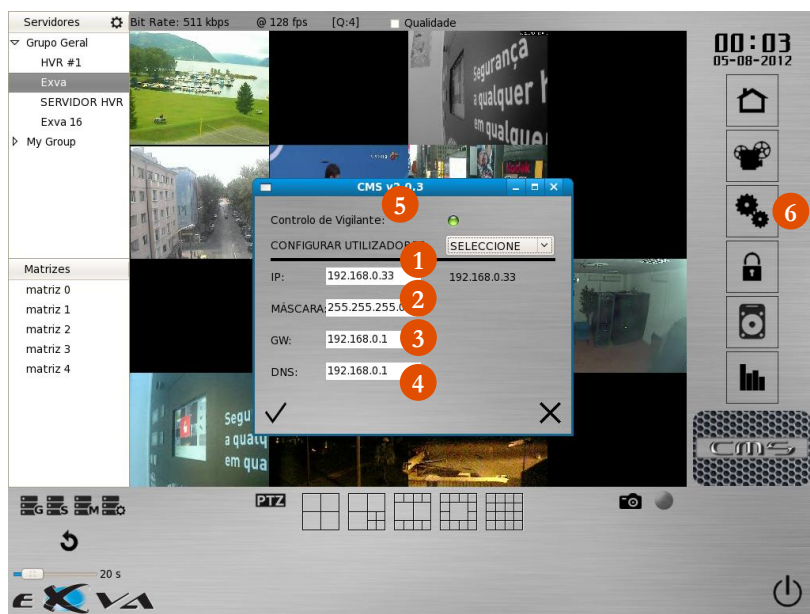 Servidores
Bit Rate: 511 kbps @ 128 fps [Q:4] Qualidade
Grupo Geral
HVR #1
Exva
SERVIDOR HVR
Exva 16
My Group
00:03
05-08-2012
Segurança
a qualquer
em qualquer
Kodak
CMS v2.0.3
5
Controlo de Vigilante:
CONFIGURAR UTILIZADORES
SELECCIONE
1
IP: 192.168.0.33 192.168.0.33
2
MÁSCARA: 255.255.255.0
3
GW: 192.168.0.1
DNS: 192.168.0.1
4
6
Matrizes
matriz 0
matriz 1
matriz 2
matriz 3
matriz 4
Segu
a qualq
em qua
CMS
G S M
PTZ
20 s
EXVA